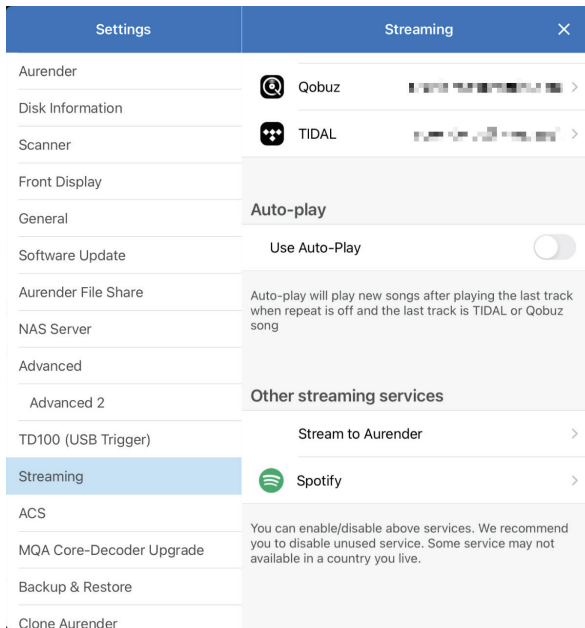 Settings
Aurender
Disk Information
Scanner
Front Display
General
Software Update
Aurender File Share
NAS Server
Advanced
Advanced 2
TD100 (USB Trigger)
Streaming
ACS
MQA Core-Decoder Upgrade
Backup & Restore
Clone Aurender
Streaming
Qobuz
TIDAL
Auto-play
Use Auto-Play
Auto-play will play new songs after playing the last track
when repeat is off and the last track is TIDAL or Qobuz
song
Other streaming services
Stream to Aurender
Spotify
You can enable/disable above services. We recommend
you to disable unused service. Some service may not
available in a country you live.